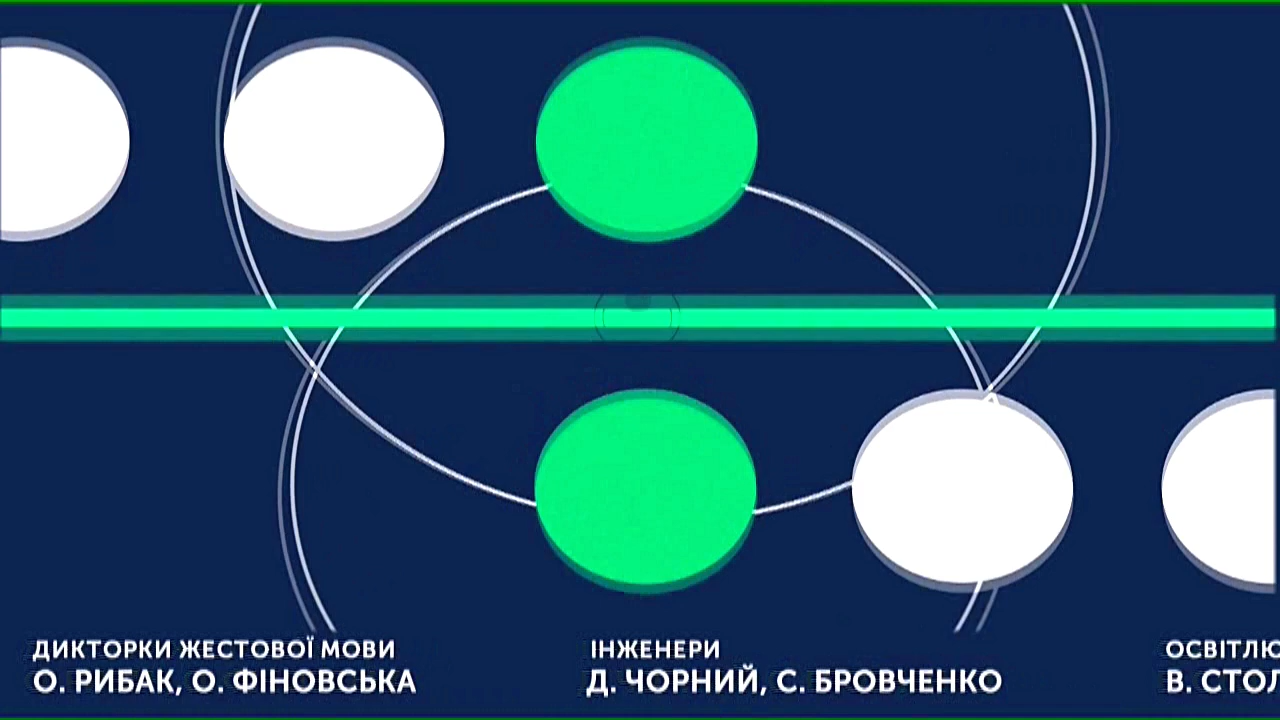 ДИКТОРКИ ЖЕСТОВОЇ МОВИ
О. РИБАК, О. ФІНОВСЬКА
ІНЖЕНЕРИ
Д. ЧОРНИЙ, С. БРОВЧЕНКО
В.